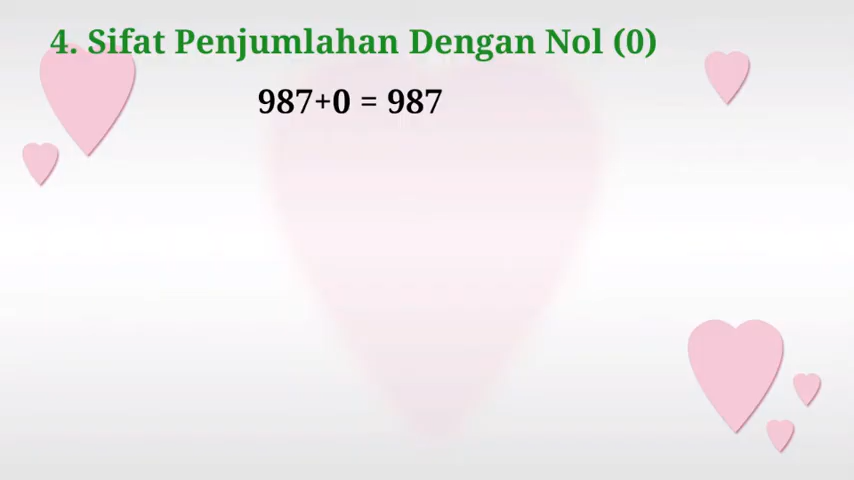 4. Sifat Penjumlahan Dengan Nol (0)
987+0 = 987